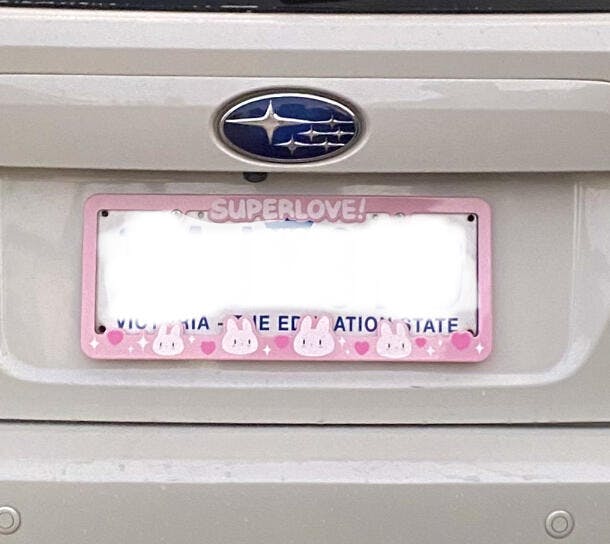 SUPERLOVE!
VICTORIA - THE EDUCATION STATE